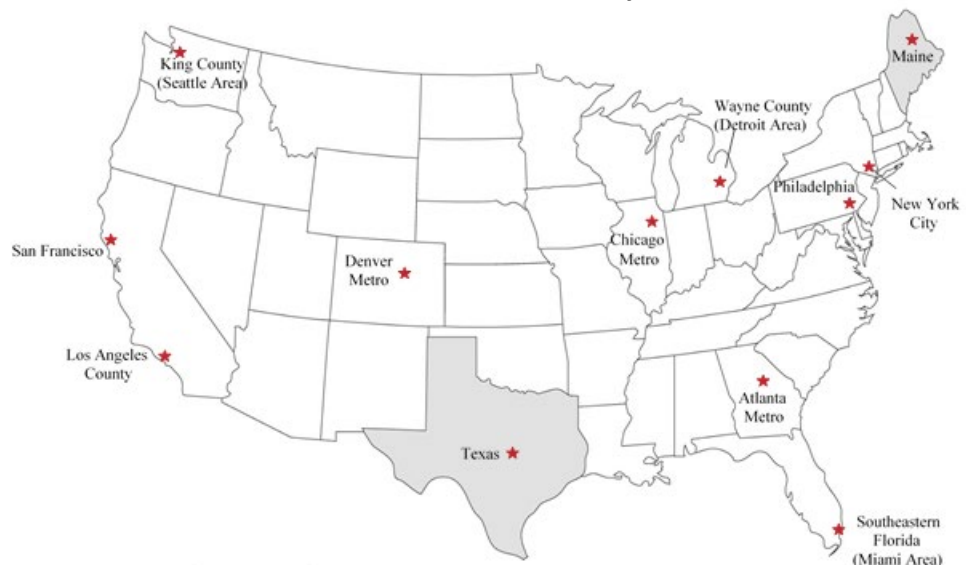 Maine
King County
(Seattle Area)
Wayne County
(Detroit Area)
Philadelphia
New York
City
San Francisco
Chicago
Metro
Denver
Metro
Los Angeles
County
Atlanta
Metro
Texas
Southeastern
Florida
(Miami Area)